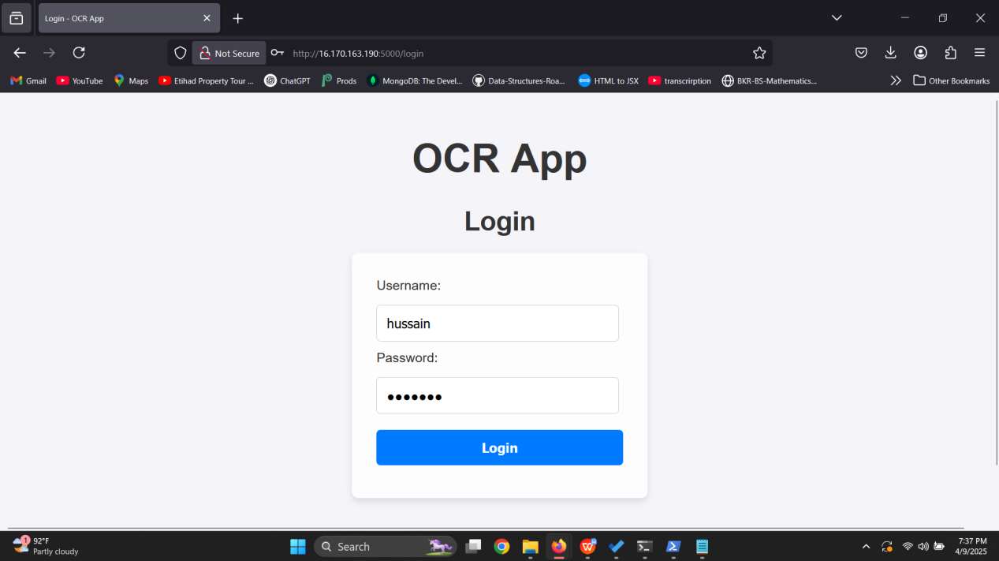 Login - OCR App
Not Secure
http://16.170.163.190:5000/login
Gmail
YouTube
Maps
Etihad Property Tour ...
ChatGPT
Prods
MongoDB: The Devel...
Data-Structures-Roa...
HTML to JSX
transcrirption
BKR-BS-Mathematics...
Other Bookmarks
OCR App
Login
Username:
hussain
Password:
•••••••
Login
1
92°F
Partly cloudy
Search
7:37 PM
4/9/2025